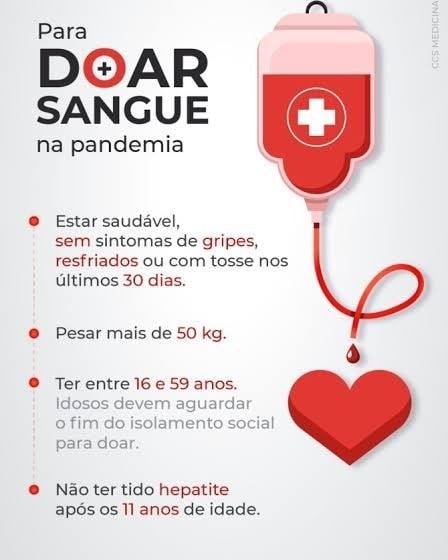 Para
DOAR
SANGUE
na pandemia
CCS MEDICINA
Estar saudável,
sem sintomas de gripes,
resfriados ou com tosse nos
últimos 30 dias.
Pesar mais de 50 kg.
Ter entre 16 e 59 anos.
Idosos devem aguardar
o fim do isolamento social
para doar.
Não ter tido hepatite
após os 11 anos de idade.